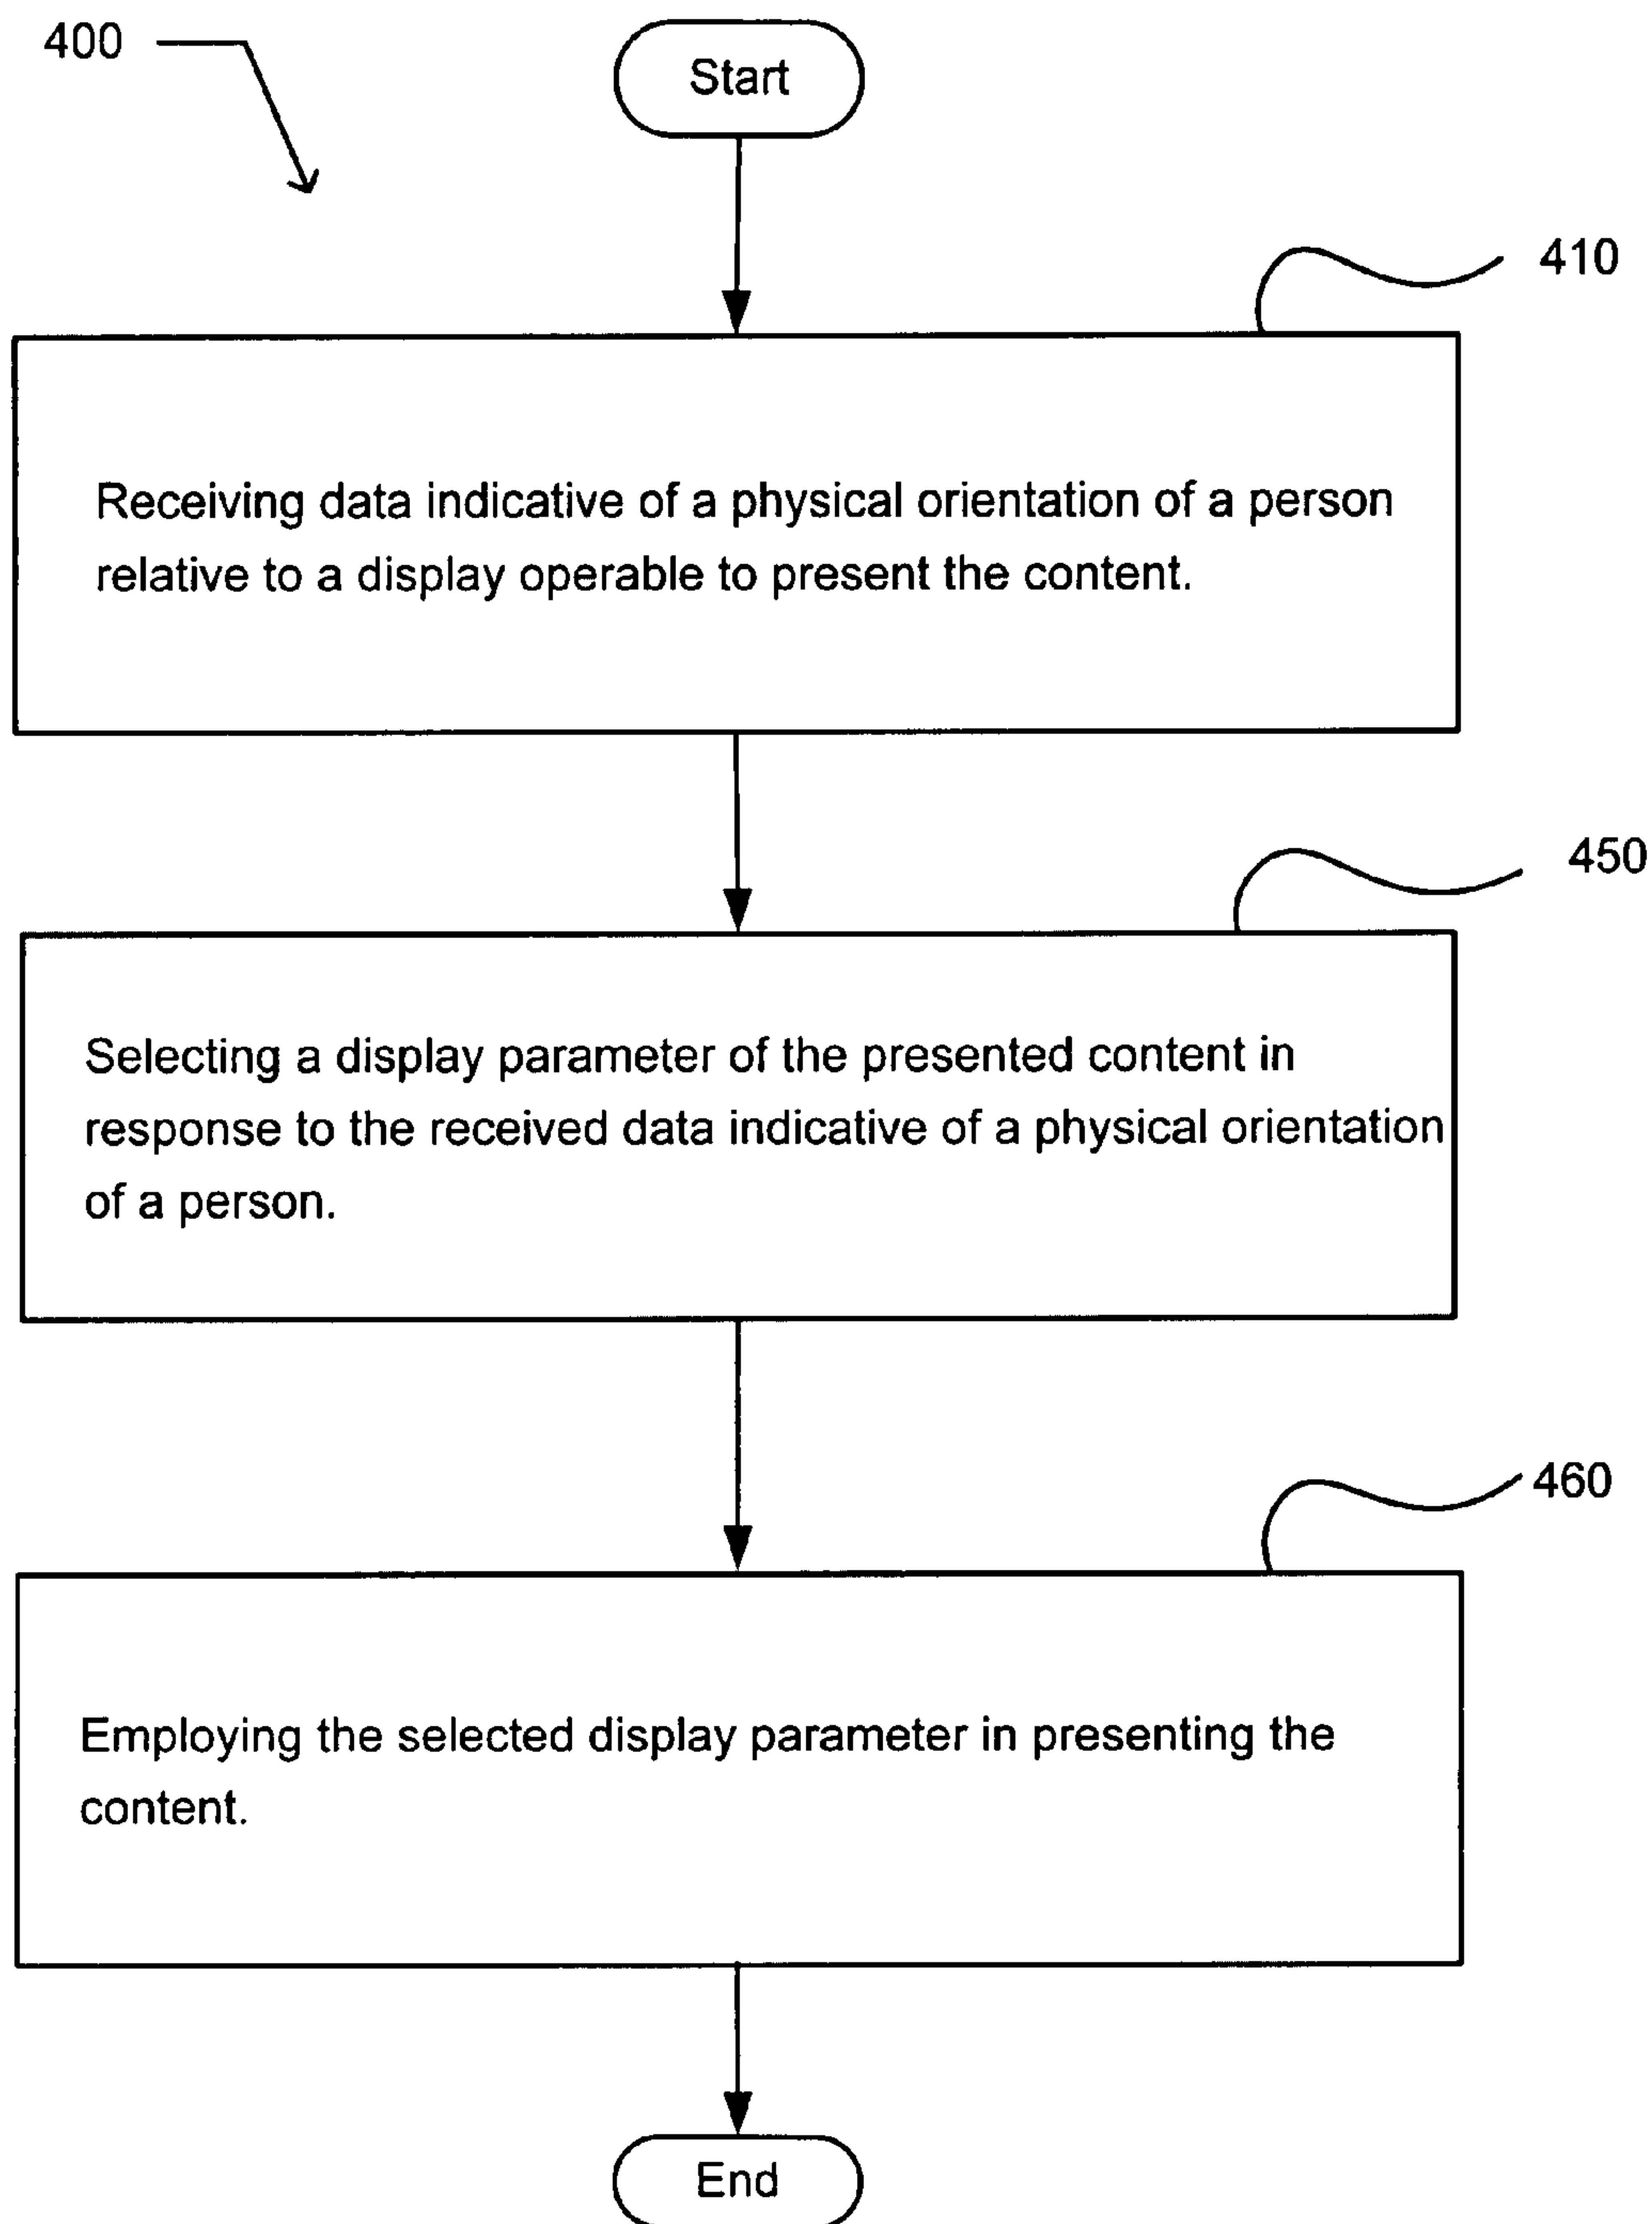 400
Start
410
Receiving data indicative of a physical orientation of a person
relative to a display operable to present the content.
450
Selecting a display parameter of the presented content in
response to the received data indicative of a physical orientation
of a person.
460
Employing the selected display parameter in presenting the
content.
End